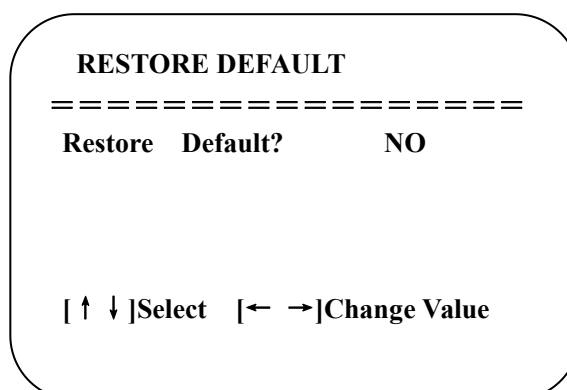 RESTORE DEFAULT
=================
Restore Default? NO
[↑ ↓]Select [← →]Change Value